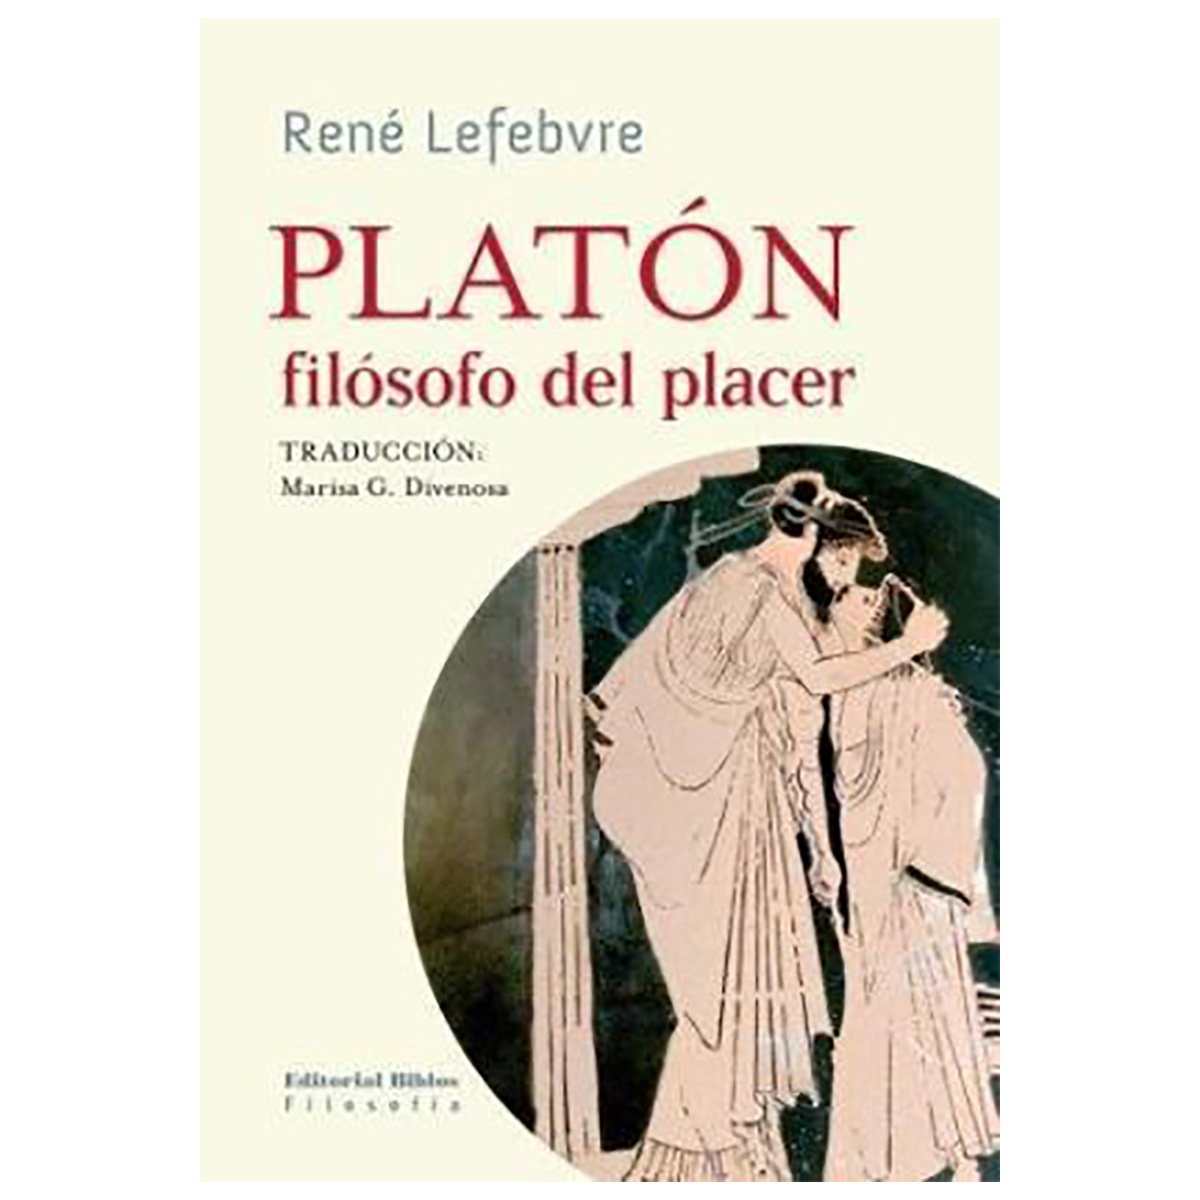 René Lefebvre
PLATÓN
filósofo del placer
TRADUCCIÓN:
Marisa G. Divenosa
Editorial Biblos
Filosofía